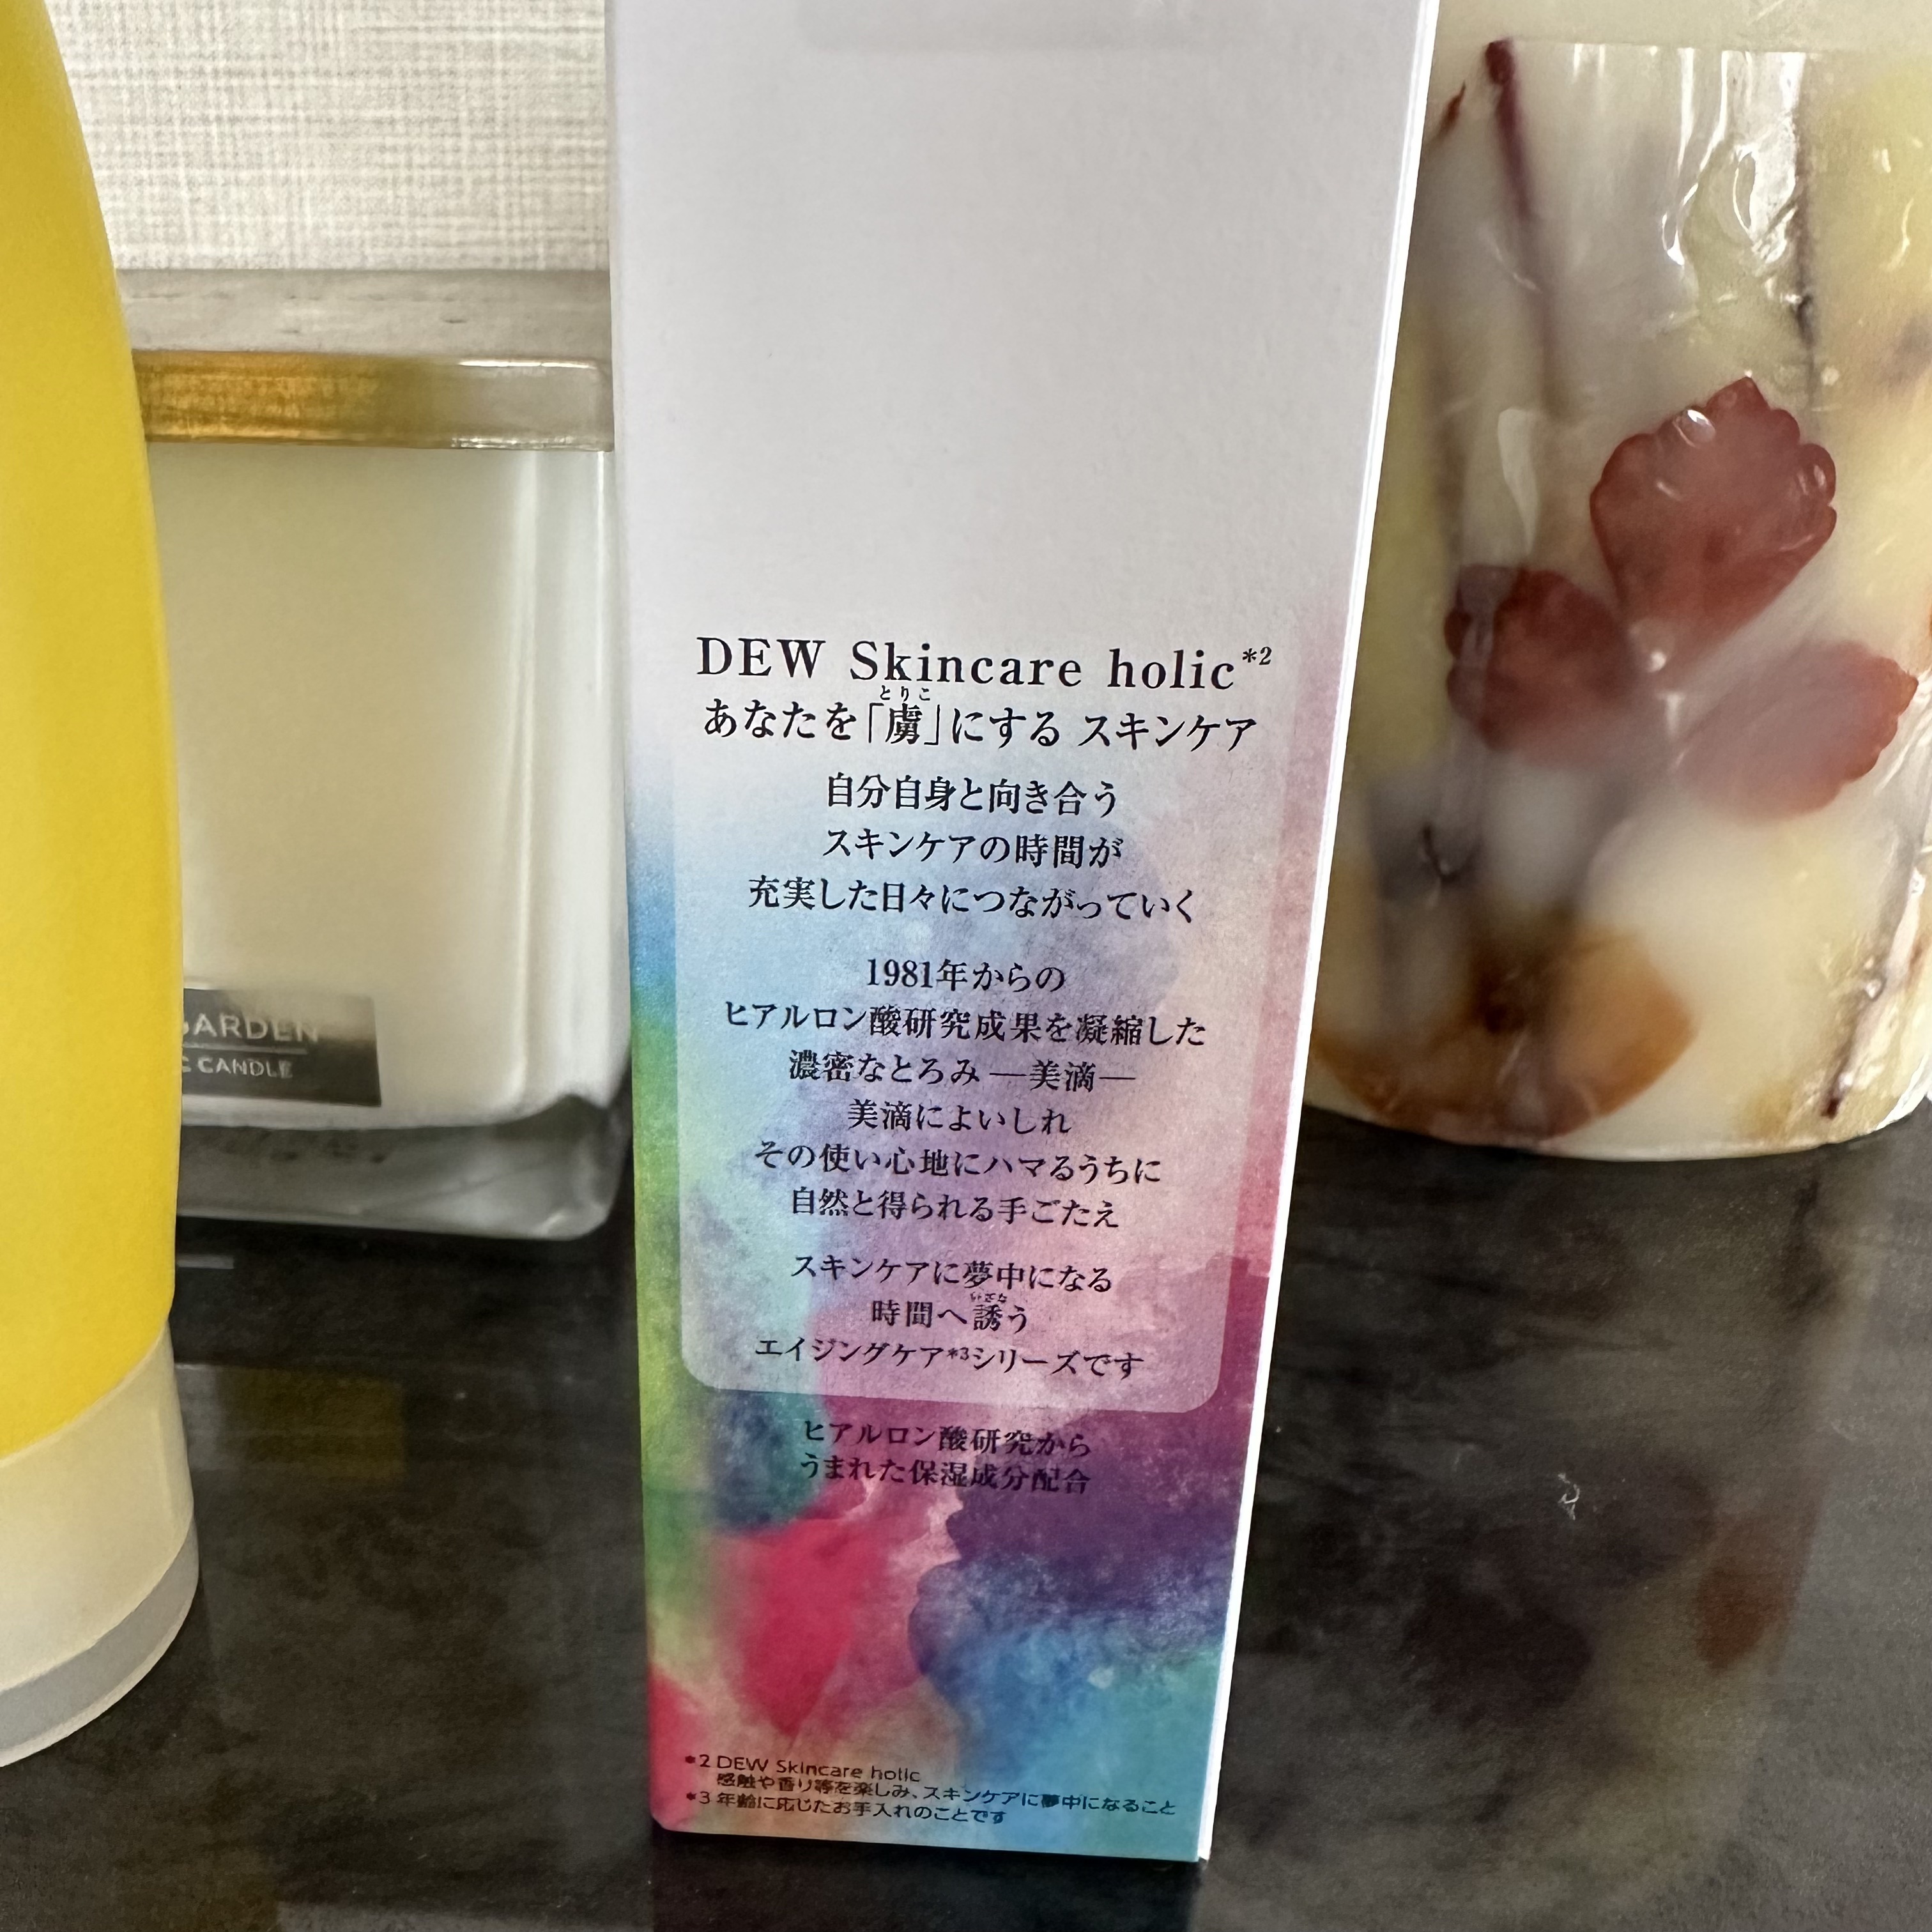 DEW Skincare holic*2
あなたを「虜」にする スキンケア
とりこ
自分自身と向き合う
スキンケアの時間が
充実した日々につながっていく
1981年からの
ヒアルロン酸研究成果を凝縮した
濃密なとろみ ―美滴―
美滴によいしれ
その使い心地にハマるうちに
自然と得られる手ごたえ
スキンケアに夢中になる
いざな
時間へ誘う
エイジングケア*3シリーズです
ヒアルロン酸研究から
うまれた保湿成分配合
*2 DEW Skincare holic
感触や香り等を楽しみ、スキンケアに夢中になること
*3 年齢に応じたお手入れのことです
GARDEN
C CANDLE